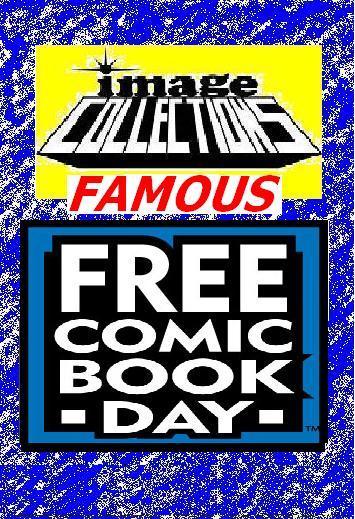 image
COLLECTIONS
FAMOUS
FREE
COMIC
BOOK
- DAY -
TM